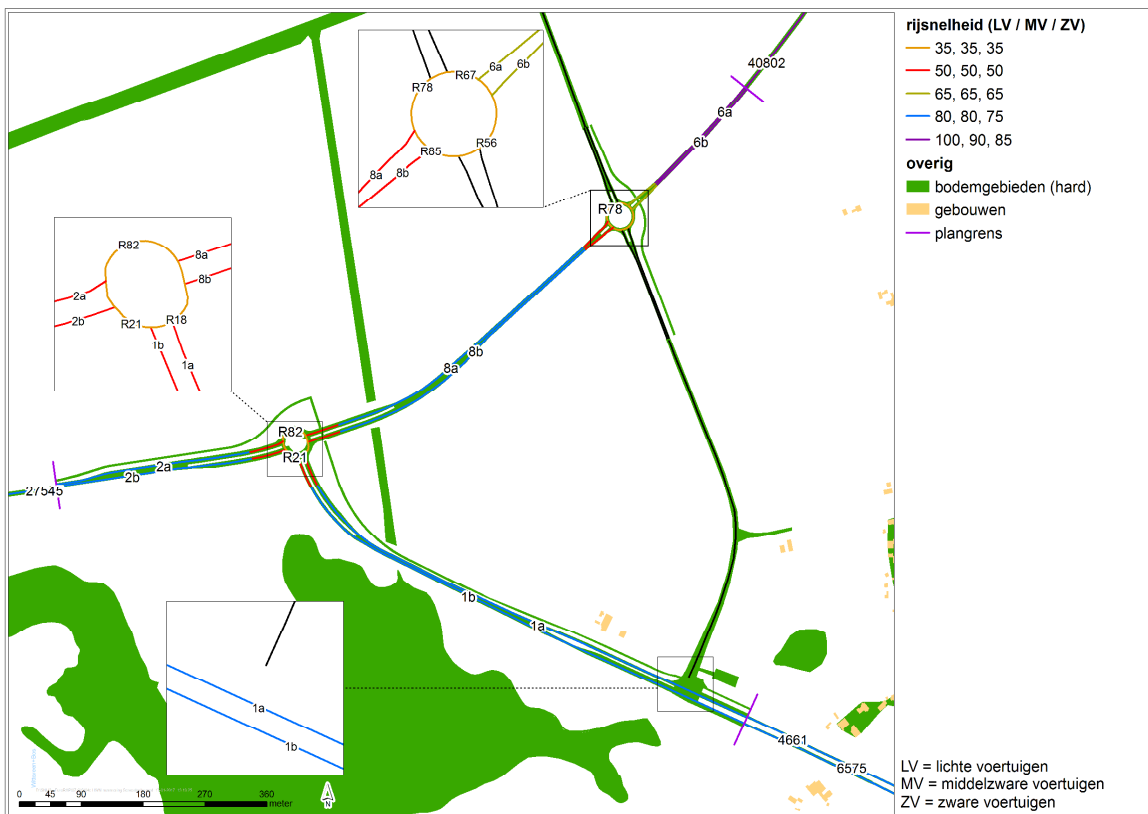 rijsnelheid (LV / MV / ZV)
35, 35, 35
50, 50, 50
65, 65, 65
80, 80, 75
100, 90, 85
overig
bodemgebieden (hard)
gebouwen
plangrens
40802
6a
6b
R78
6a
6b
R67
R78
R56
R85
8a
8b
R82
8a
8b
2a
2b
R21
R18
1b
1a
8b
8a
R82
R21
2a
2b
27545
1b
1a
1a
1b
4661
6575
0 45 90 180 270 360
meter
N
LV = lichte voertuigen
MV = middelzware voertuigen
ZV = zware voertuigen